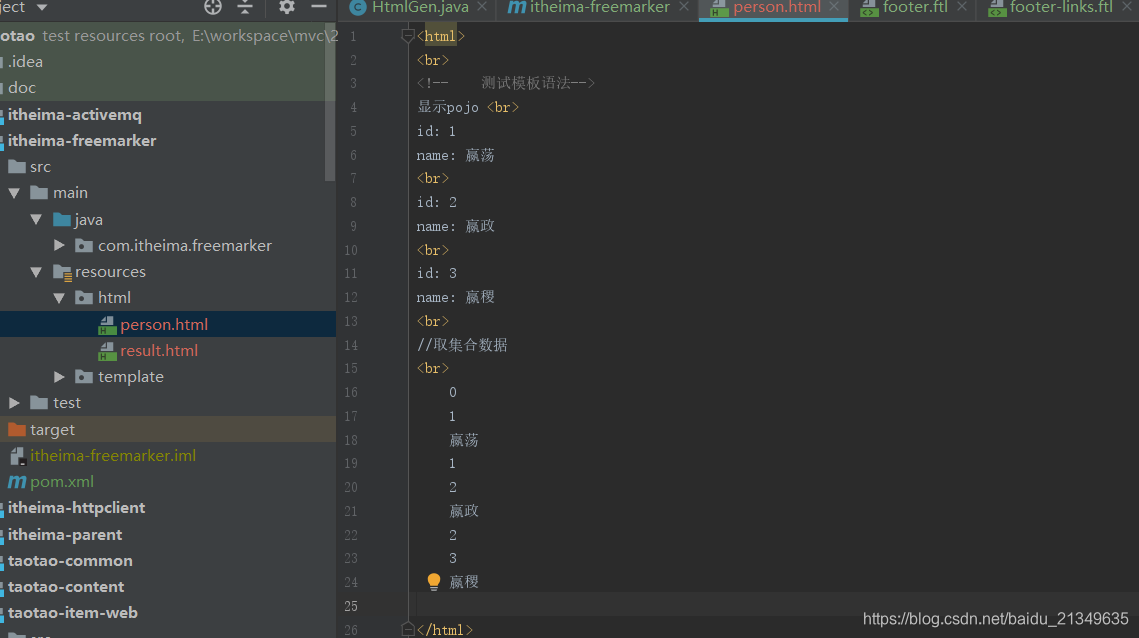 ject
otao test resources root, E:\workspace\mvc\2
.idea
doc
itheima-activemq
itheima-freemarker
src
main
java
com.itheima.freemarker
resources
html
person.html
result.html
template
test
target
itheima-freemarker.iml
pom.xml
itheima-httpclient
itheima-parent
taotao-common
taotao-content
taotao-item-web
HtmlGen.java
itheima-freemarker
person.html
footer.ftl
footer-links.ftl
1 <html>
2 <br>
3 <!-- 测试模板语法-->
4 显示pojo <br>
5 id: 1
6 name: 嬴荡
7 <br>
8 id: 2
9 name: 嬴政
10 <br>
11 id: 3
12 name: 嬴稷
13 <br>
14 //取集合数据
15 <br>
16 0
17 1
18 嬴荡
19 1
20 2
21 嬴政
22 2
23 3
24 嬴稷
25
26 </html>
https://blog.csdn.net/baidu_21349635